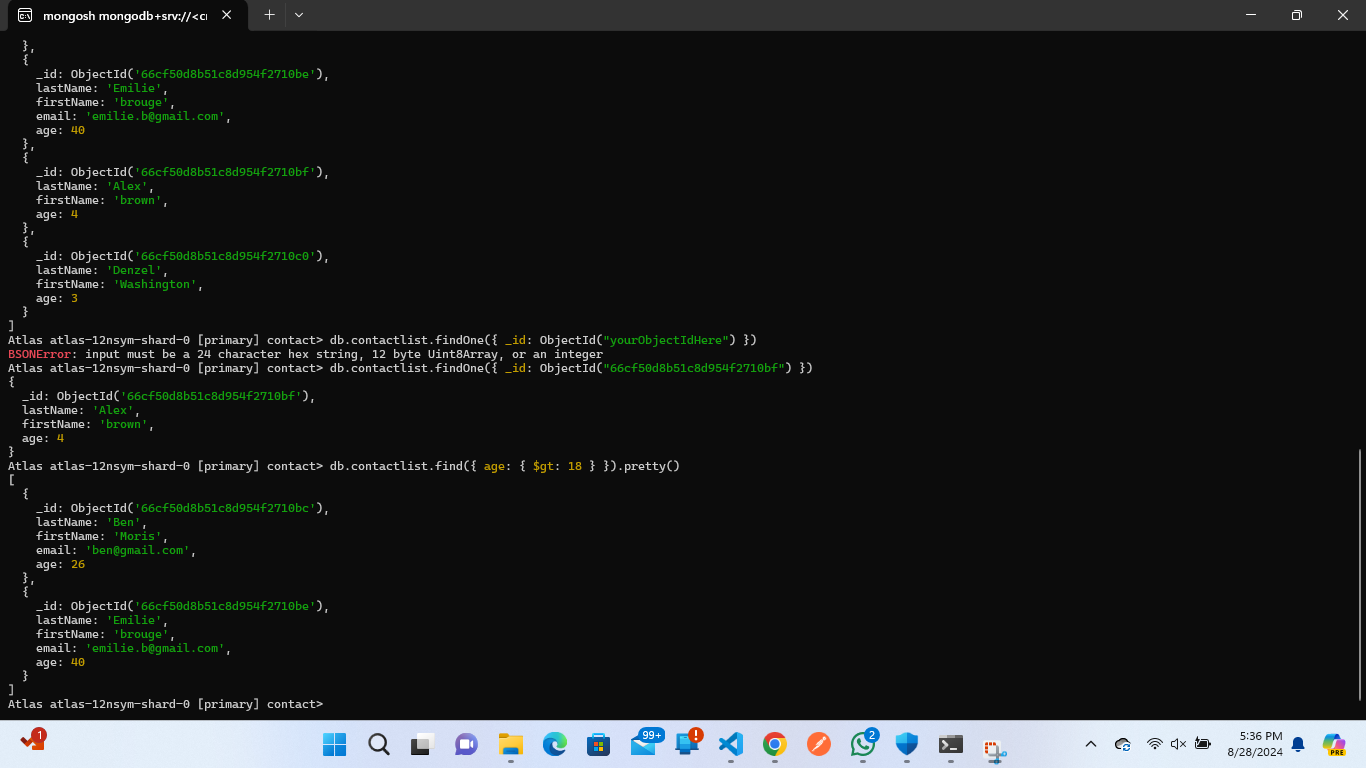 mongosh mongodb+srv://<cr
},
{
_id: ObjectId('66cf50d8b51c8d954f2710be'),
lastName: 'Emilie',
firstName: 'brouge',
email: 'emilie.b@gmail.com',
age: 40
},
{
_id: ObjectId('66cf50d8b51c8d954f2710bf'),
lastName: 'Alex',
firstName: 'brown',
age: 4
},
{
_id: ObjectId('66cf50d8b51c8d954f2710c0'),
lastName: 'Denzel',
firstName: 'Washington',
age: 3
}
]
Atlas atlas-12nsym-shard-0 [primary] contact> db.contactlist.findOne({ _id: ObjectId("yourObjectIdHere") })
BSONError: input must be a 24 character hex string, 12 byte Uint8Array, or an integer
Atlas atlas-12nsym-shard-0 [primary] contact> db.contactlist.findOne({ _id: ObjectId("66cf50d8b51c8d954f2710bf") })
{
_id: ObjectId('66cf50d8b51c8d954f2710bf'),
lastName: 'Alex',
firstName: 'brown',
age: 4
}
Atlas atlas-12nsym-shard-0 [primary] contact> db.contactlist.find({ age: { $gt: 18 } }).pretty()
[
{
_id: ObjectId('66cf50d8b51c8d954f2710bc'),
lastName: 'Ben',
firstName: 'Moris',
email: 'ben@gmail.com',
age: 26
},
{
_id: ObjectId('66cf50d8b51c8d954f2710be'),
lastName: 'Emilie',
firstName: 'brouge',
email: 'emilie.b@gmail.com',
age: 40
}
]
Atlas atlas-12nsym-shard-0 [primary] contact>
1
99+
2
5:36 PM
8/28/2024
PRE